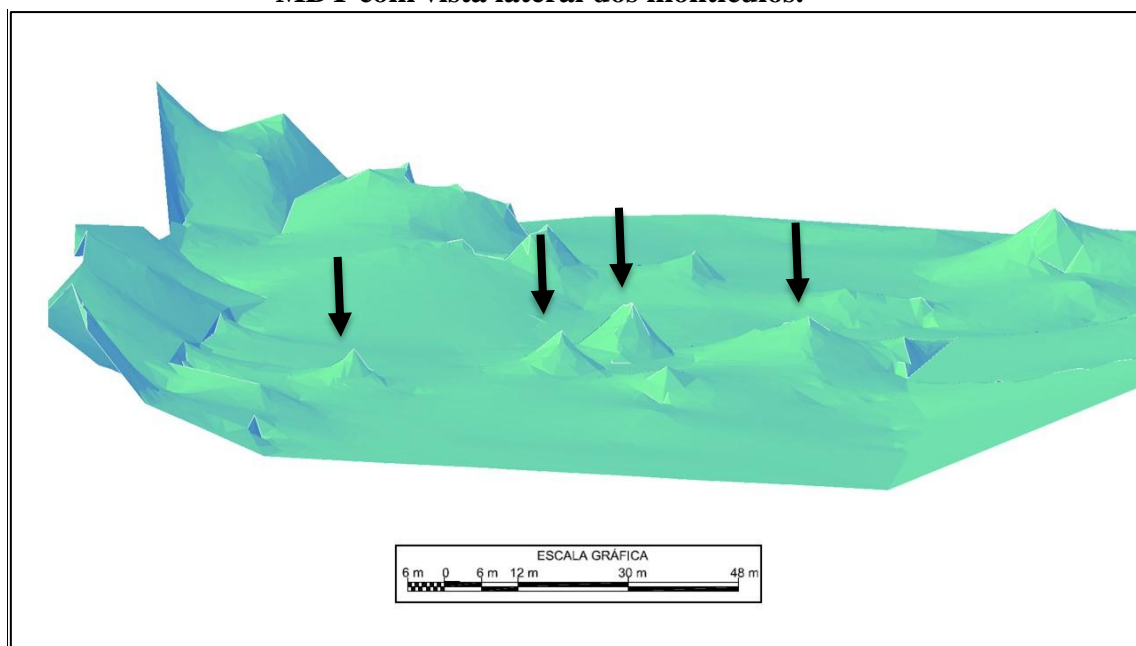 MDT com vista lateral dos montículos.
ESCALA GRÁFICA
6 m 0 6 m 12 m 30 m 48 m